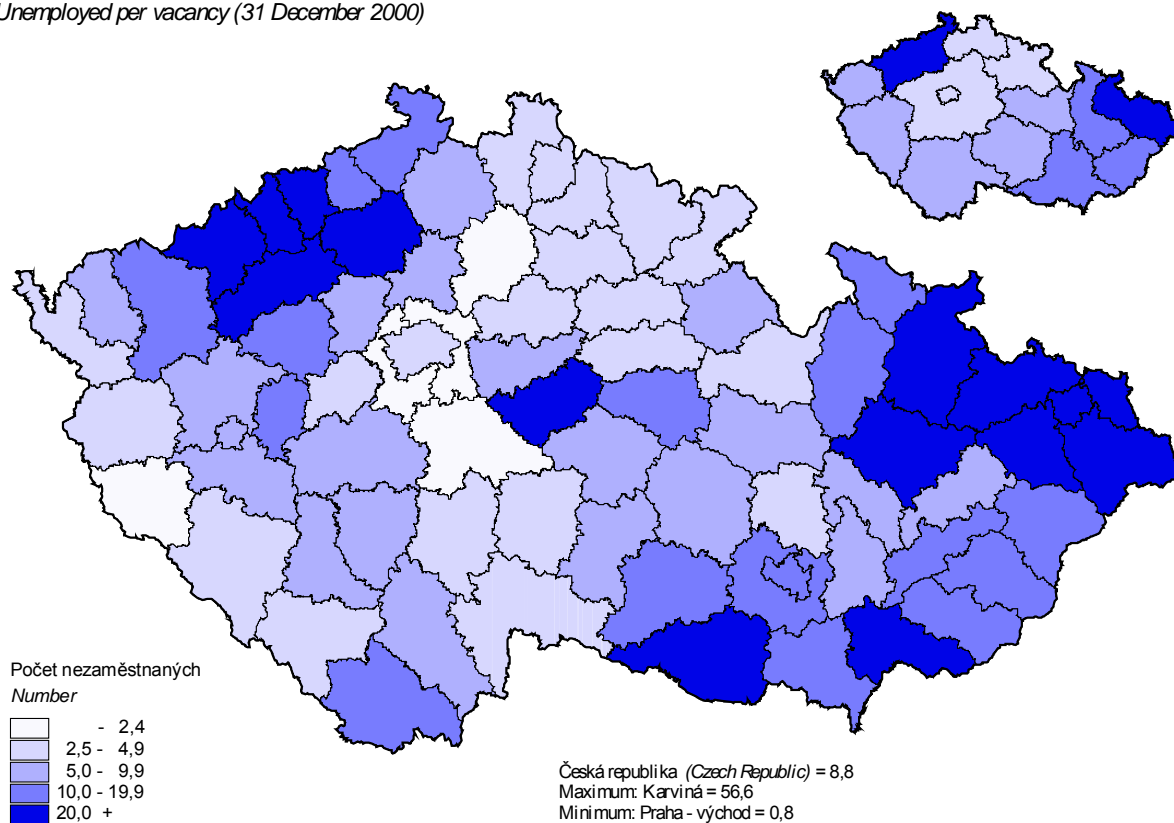 Unemployed per vacancy (31 December 2000)
Počet nezaměstnaných
Number
- 2,4
2,5 - 4,9
5,0 - 9,9
10,0 - 19,9
20,0 +
Česká republika (Czech Republic) = 8,8
Maximum: Karviná = 56,6
Minimum: Praha - východ = 0,8